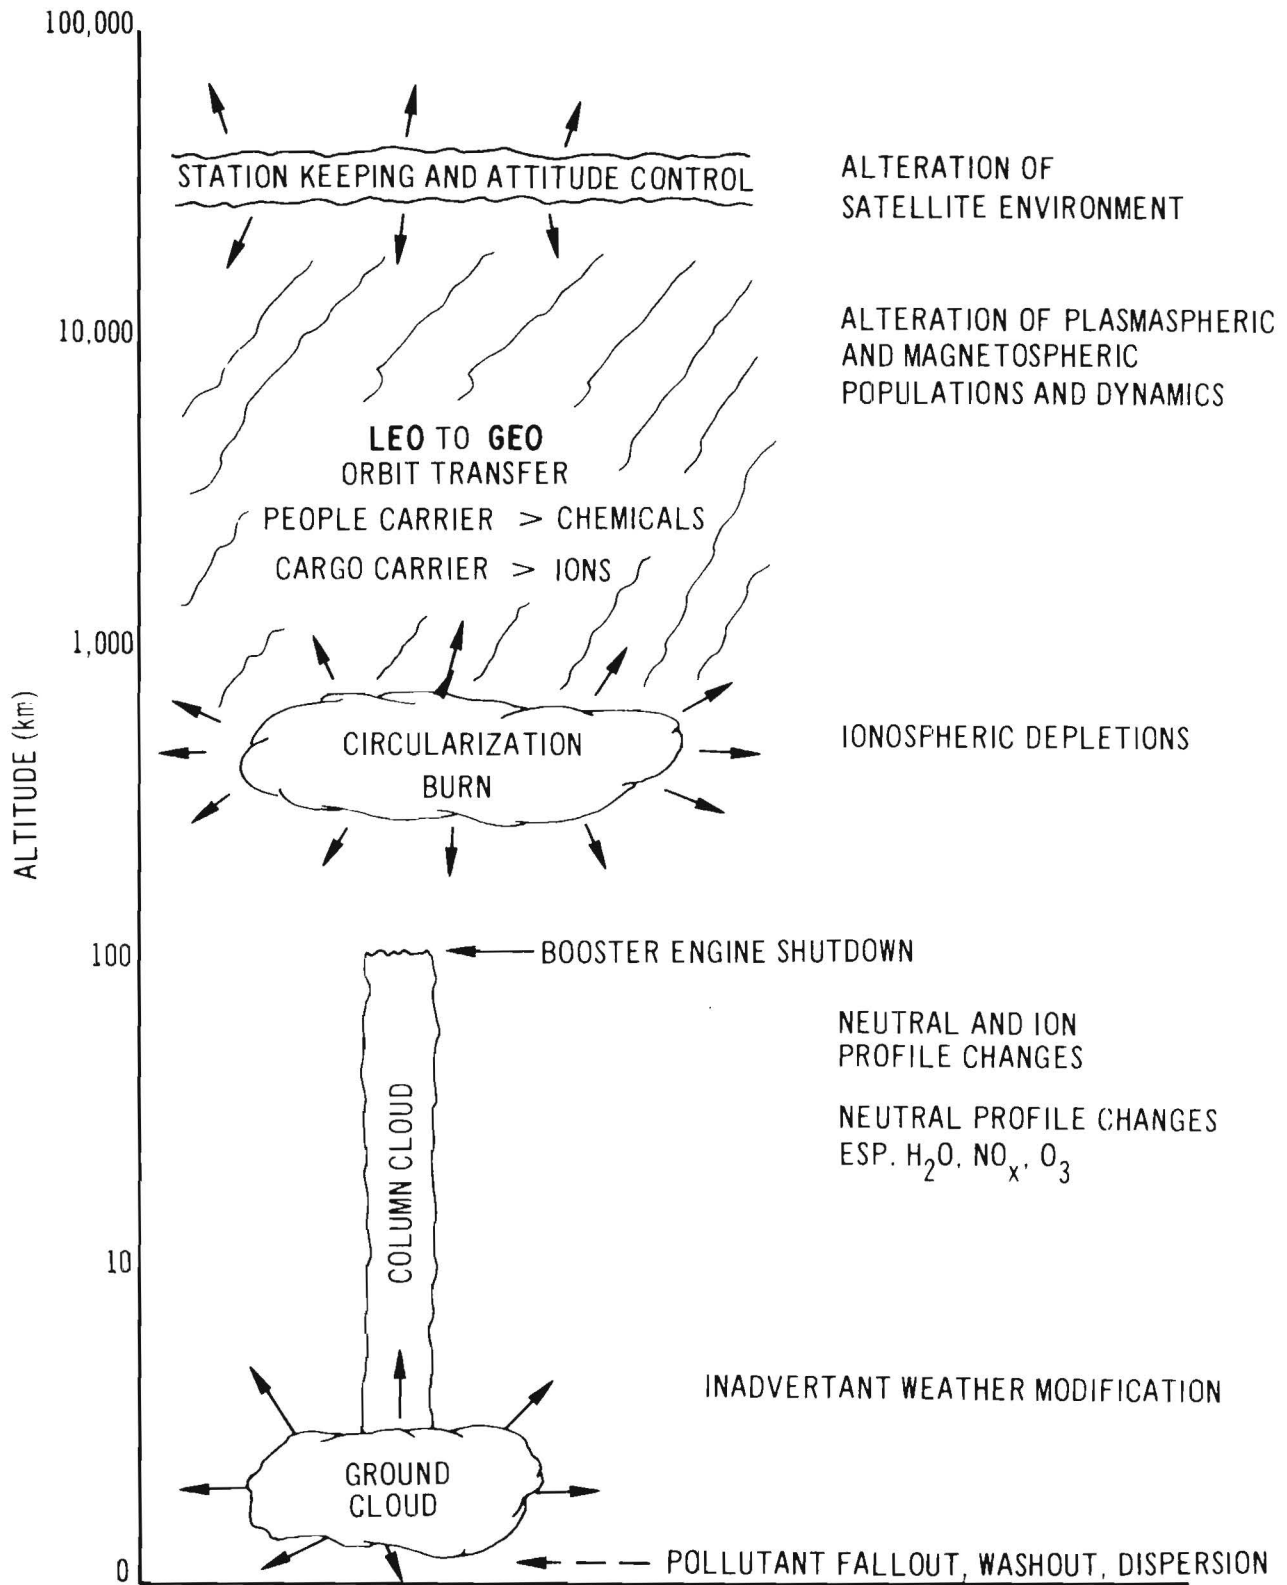 100,000
STATION KEEPING AND ATTITUDE CONTROL
ALTERATION OF
SATELLITE ENVIRONMENT
10,000
ALTERATION OF PLASMASPHERIC
AND MAGNETOSPHERIC
POPULATIONS AND DYNAMICS
LEO TO GEO
ORBIT TRANSFER
PEOPLE CARRIER > CHEMICALS
CARGO CARRIER > IONS
1,000
ALTITUDE (km)
CIRCULARIZATION
BURN
IONOSPHERIC DEPLETIONS
100
BOOSTER ENGINE SHUTDOWN
NEUTRAL AND ION
PROFILE CHANGES
COLUMN CLOUD
NEUTRAL PROFILE CHANGES
ESP. H₂O, NOₓ, O₃
10
INADVERTANT WEATHER MODIFICATION
GROUND
CLOUD
0
POLLUTANT FALLOUT, WASHOUT, DISPERSION